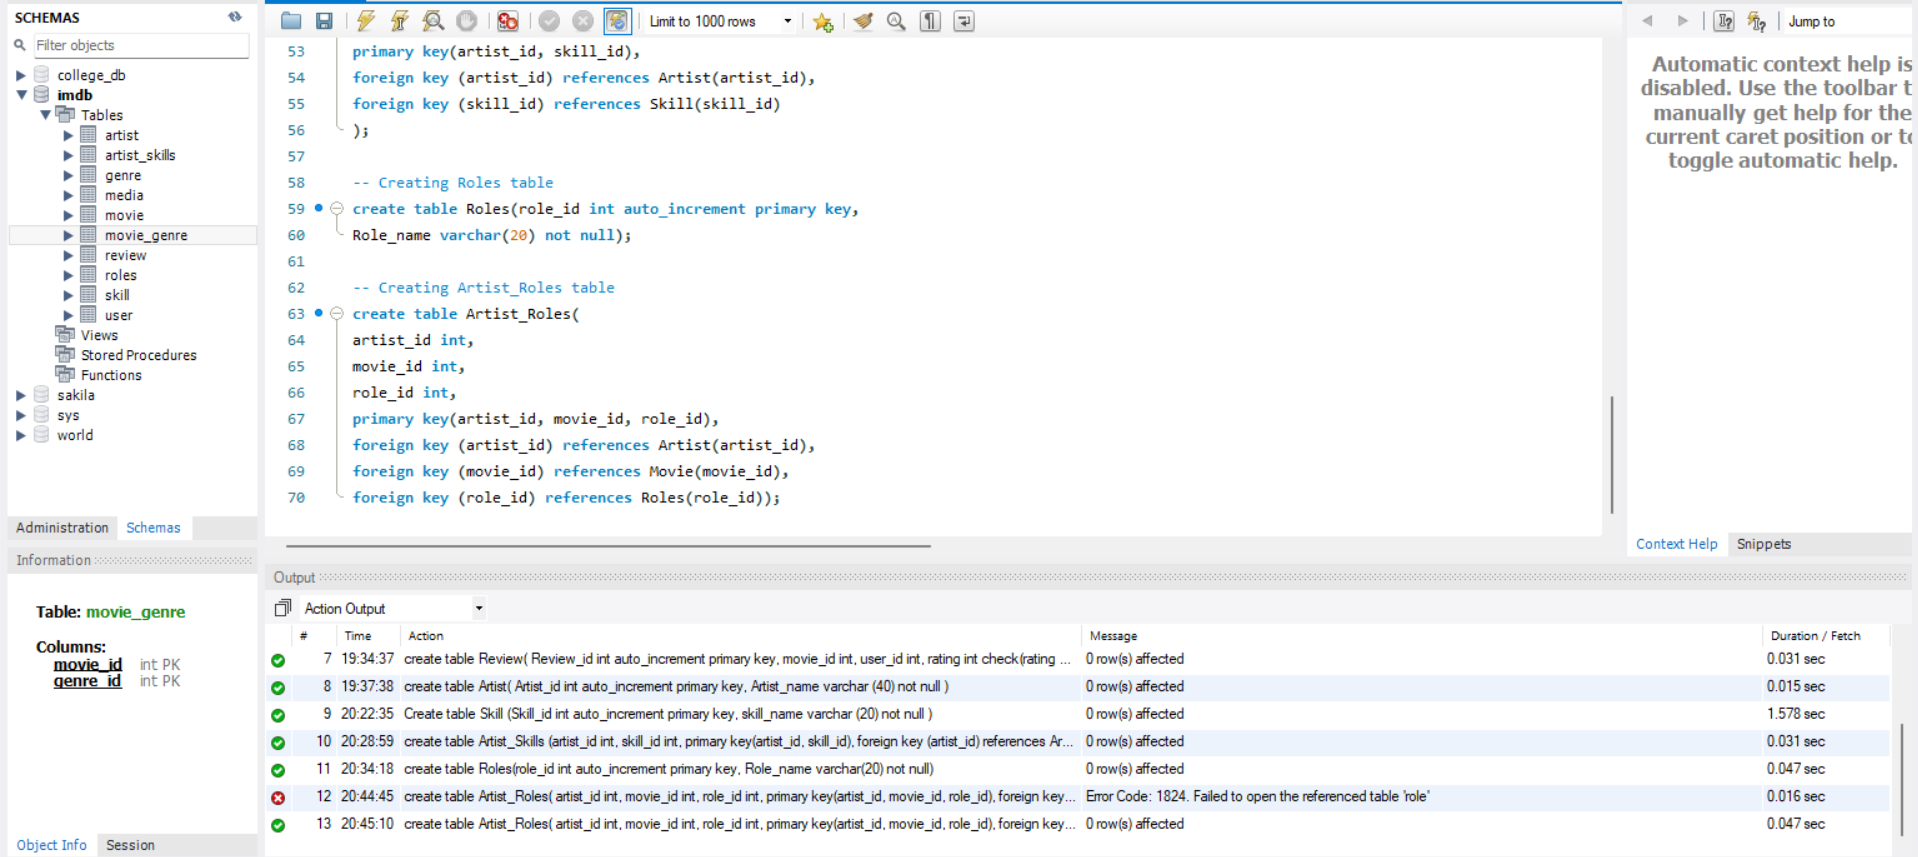 SCHEMAS
Filter objects
college_db
imdb
Tables
artist
artist_skills
genre
media
movie
movie_genre
review
roles
skill
user
Views
Stored Procedures
Functions
sakila
sys
world
Administration Schemas
Information
Table: movie_genre
Columns:
movie_id int PK
genre_id int PK
Object Info Session
Limit to 1000 rows
53 primary key(artist_id, skill_id),
54 foreign key (artist_id) references Artist(artist_id),
55 foreign key (skill_id) references Skill(skill_id)
56 );
57
58 -- Creating Roles table
59 create table Roles(role_id int auto_increment primary key,
60 Role_name varchar(20) not null);
61
62 -- Creating Artist_Roles table
63 create table Artist_Roles(
64 artist_id int,
65 movie_id int,
66 role_id int,
67 primary key(artist_id, movie_id, role_id),
68 foreign key (artist_id) references Artist(artist_id),
69 foreign key (movie_id) references Movie(movie_id),
70 foreign key (role_id) references Roles(role_id));
Jump to
Automatic context help is
disabled. Use the toolbar t
manually get help for the
current caret position or to
toggle automatic help.
Context Help Snippets
Output
Action Output
# Time Action Message Duration / Fetch
7 19:34:37 create table Review( Review_id int auto_increment primary key, movie_id int, user_id int, rating int check(rating ... 0 row(s) affected 0.031 sec
8 19:37:38 create table Artist( Artist_id int auto_increment primary key, Artist_name varchar (40) not null ) 0 row(s) affected 0.015 sec
9 20:22:35 Create table Skill (Skill_id int auto_increment primary key, skill_name varchar (20) not null ) 0 row(s) affected 1.578 sec
10 20:28:59 create table Artist_Skills (artist_id int, skill_id int, primary key(artist_id, skill_id), foreign key (artist_id) references Ar... 0 row(s) affected 0.031 sec
11 20:34:18 create table Roles(role_id int auto_increment primary key, Role_name varchar(20) not null) 0 row(s) affected 0.047 sec
12 20:44:45 create table Artist_Roles( artist_id int, movie_id int, role_id int, primary key(artist_id, movie_id, role_id), foreign key... Error Code: 1824. Failed to open the referenced table 'role' 0.016 sec
13 20:45:10 create table Artist_Roles( artist_id int, movie_id int, role_id int, primary key(artist_id, movie_id, role_id), foreign key... 0 row(s) affected 0.047 sec